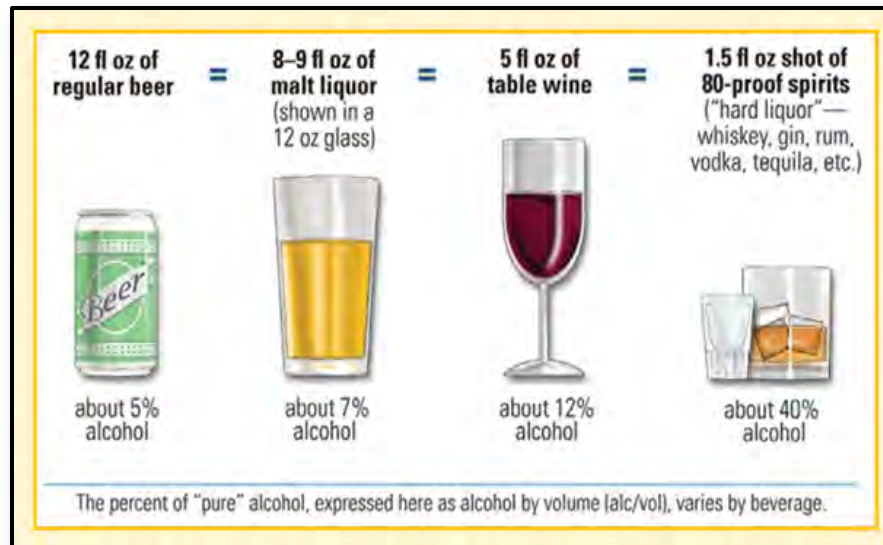 12 fl oz of
regular beer
=
8–9 fl oz of
malt liquor
(shown in a
12 oz glass)
=
5 fl oz of
table wine
=
1.5 fl oz shot of
80-proof spirits
("hard liquor"—
whiskey, gin, rum,
vodka, tequila, etc.)
Beer
about 5%
alcohol
about 7%
alcohol
about 12%
alcohol
about 40%
alcohol
The percent of "pure" alcohol, expressed here as alcohol by volume (alc/vol), varies by beverage.